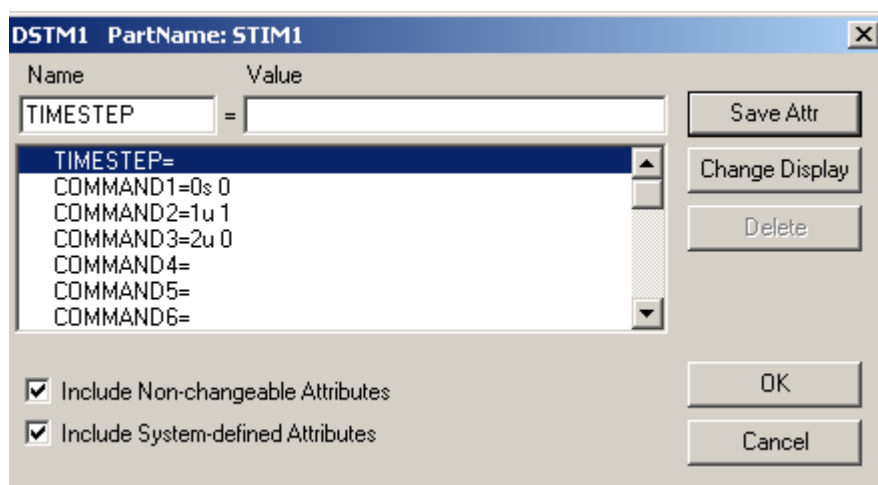 DSTM1 PartName: STIM1
Name Value
TIMESTEP = Save Attr
TIMESTEP=
COMMAND1=0s 0 Change Display
COMMAND2=1u 1
COMMAND3=2u 0 Delete
COMMAND4=
COMMAND5=
COMMAND6=
Include Non-changeable Attributes OK
Include System-defined Attributes Cancel